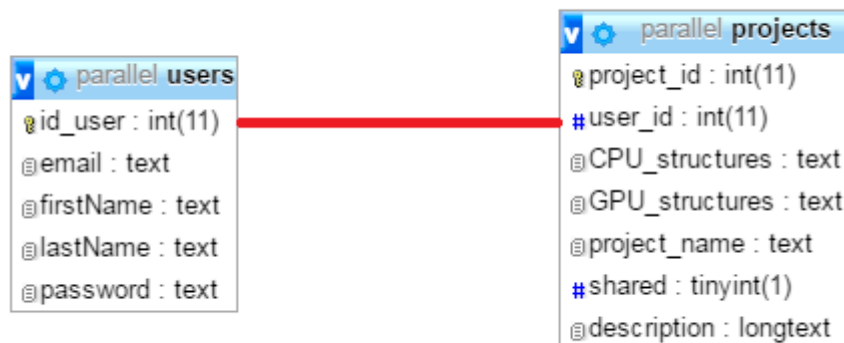 v parallel users
id_user : int(11)
email : text
firstName : text
lastName : text
password : text
v parallel projects
project_id : int(11)
#user_id : int(11)
CPU_structures : text
GPU_structures : text
project_name : text
#shared : tinyint(1)
description : longtext